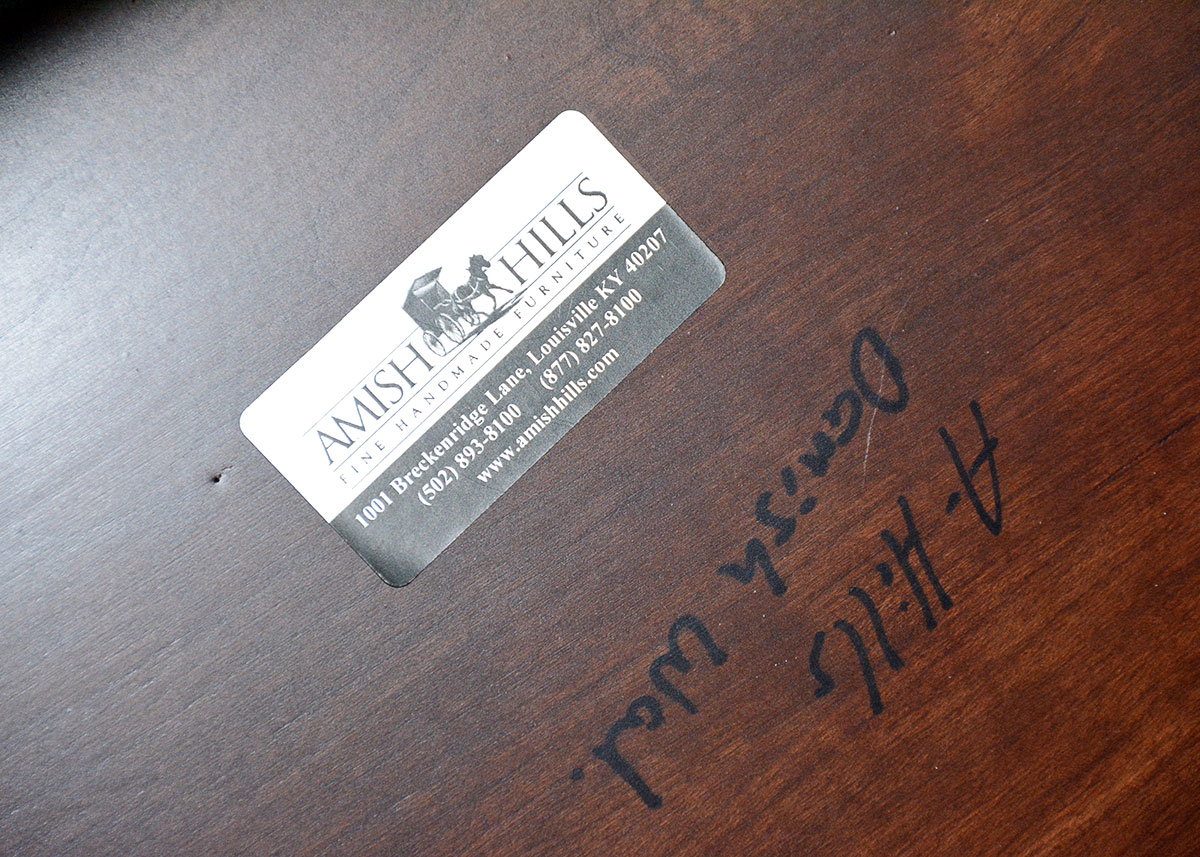 AMISH HILLS
FINE HANDMADE FURNITURE
1001 Breckenridge Lane, Louisville KY 40207
(502) 893-8100 (877) 827-8100
www.amishhills.com
A-Hills
Danish Wal.